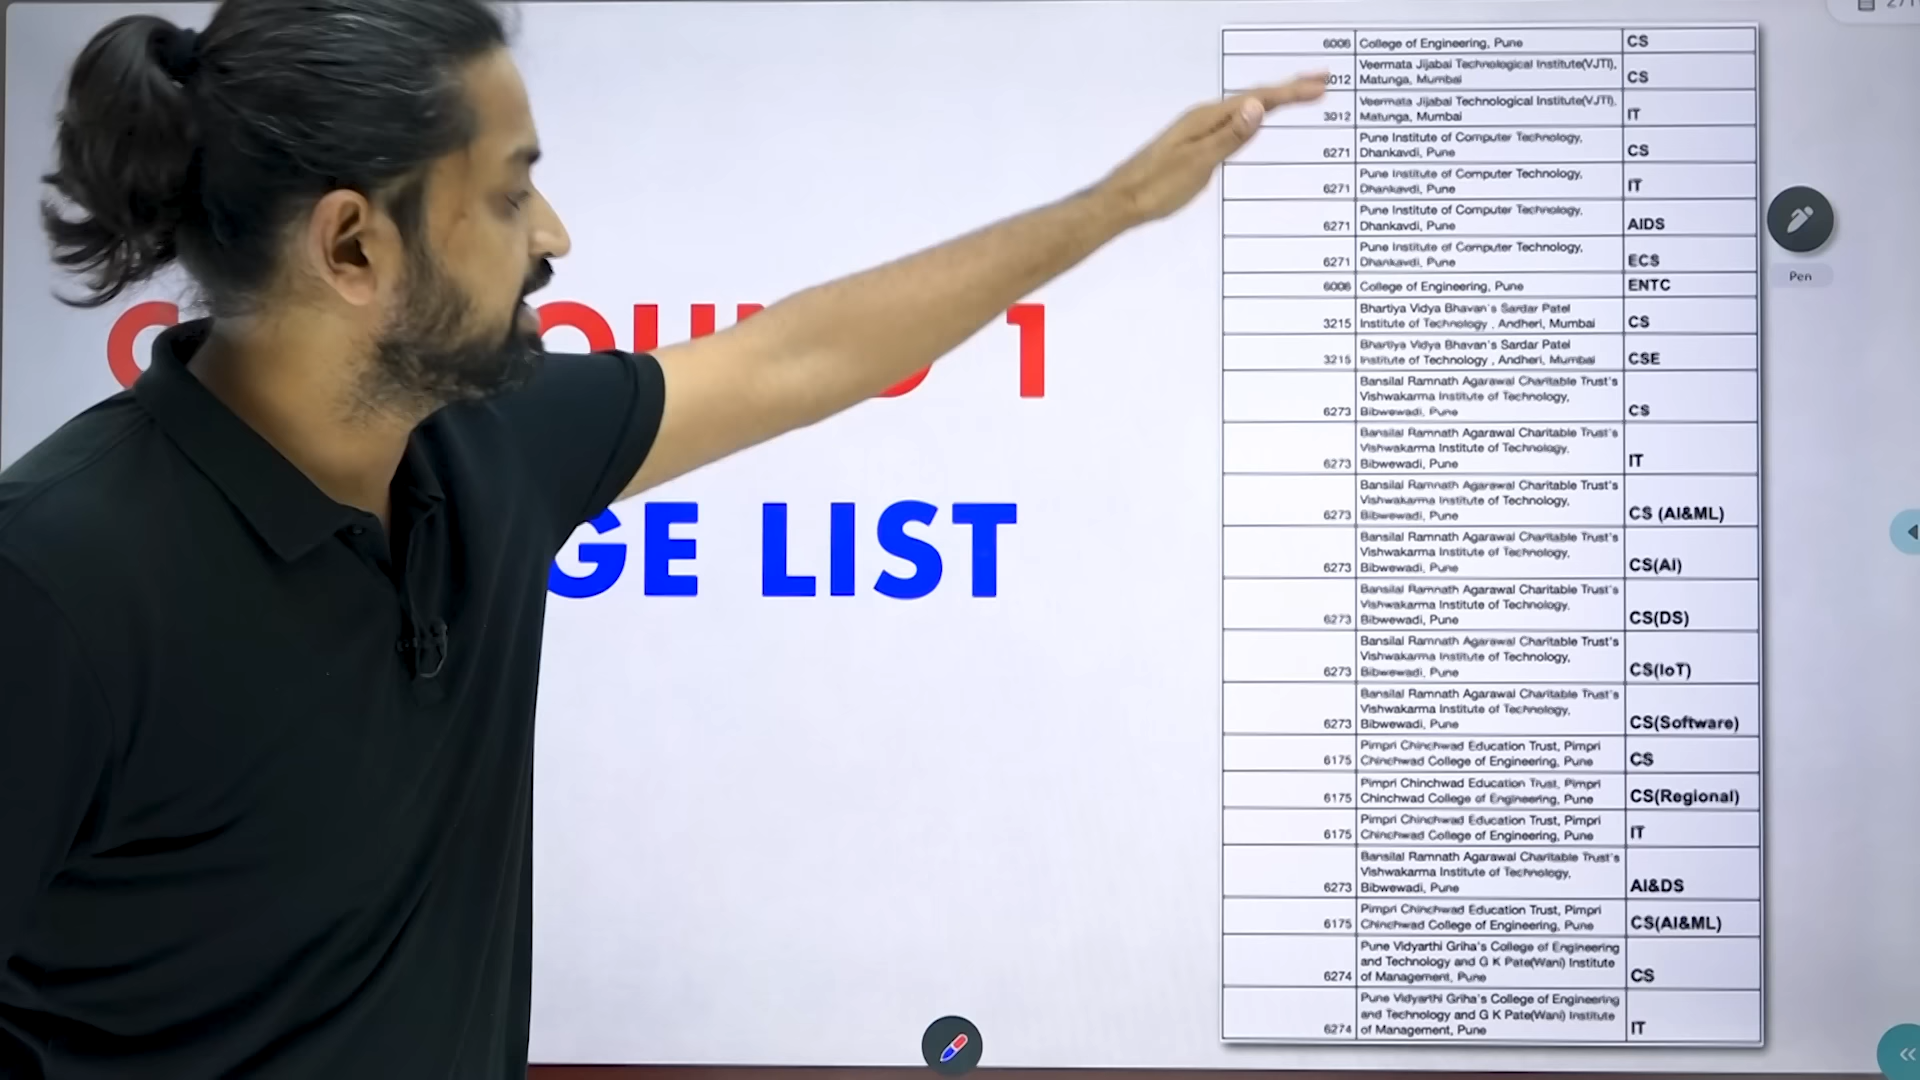 1
GE LIST
6006 College of Engineering, Pune CS
Veermata Jijabai Technological Institute(VJTI),
3012 Matunga, Mumbai CS
Veermata Jijabai Technological Institute(VJTI),
3012 Matunga, Mumbai IT
Pune Institute of Computer Technology,
6271 Dhankavdi, Pune CS
Pune Institute of Computer Technology,
6271 Dhankavdi, Pune IT
Pune Institute of Computer Technology,
6271 Dhankavdi, Pune AIDS
Pune Institute of Computer Technology,
6271 Dhankavdi, Pune ECS
6006 College of Engineering, Pune ENTC
Bhartiya Vidya Bhavan's Sardar Patel
3215 Institute of Technology , Andheri, Mumbai CS
Bhartiya Vidya Bhavan's Sardar Patel
3215 Institute of Technology , Andheri, Mumbai CSE
Bansilal Ramnath Agarawal Charitable Trust's
Vishwakarma Institute of Technology,
6273 Bibwewadi, Pune CS
Bansilal Ramnath Agarawal Charitable Trust's
Vishwakarma Institute of Technology,
6273 Bibwewadi, Pune IT
Bansilal Ramnath Agarawal Charitable Trust's
Vishwakarma Institute of Technology,
6273 Bibwewadi, Pune CS (AI&ML)
Bansilal Ramnath Agarawal Charitable Trust's
Vishwakarma Institute of Technology,
6273 Bibwewadi, Pune CS(AI)
Bansilal Ramnath Agarawal Charitable Trust's
Vishwakarma Institute of Technology,
6273 Bibwewadi, Pune CS(DS)
Bansilal Ramnath Agarawal Charitable Trust's
Vishwakarma Institute of Technology,
6273 Bibwewadi, Pune CS(IoT)
Bansilal Ramnath Agarawal Charitable Trust's
Vishwakarma Institute of Technology,
6273 Bibwewadi, Pune CS(Software)
Pimpri Chinchwad Education Trust, Pimpri
6175 Chinchwad College of Engineering, Pune CS
Pimpri Chinchwad Education Trust, Pimpri
6175 Chinchwad College of Engineering, Pune CS(Regional)
Pimpri Chinchwad Education Trust, Pimpri
6175 Chinchwad College of Engineering, Pune IT
Bansilal Ramnath Agarawal Charitable Trust's
Vishwakarma Institute of Technology,
6273 Bibwewadi, Pune AI&DS
Pimpri Chinchwad Education Trust, Pimpri
6175 Chinchwad College of Engineering, Pune CS(AI&ML)
Pune Vidyarthi Griha's College of Engineering
and Technology and G K Pate(Wani) Institute
6274 of Management, Pune CS
Pune Vidyarthi Griha's College of Engineering
and Technology and G K Pate(Wani) Institute
6274 of Management, Pune IT
Pen